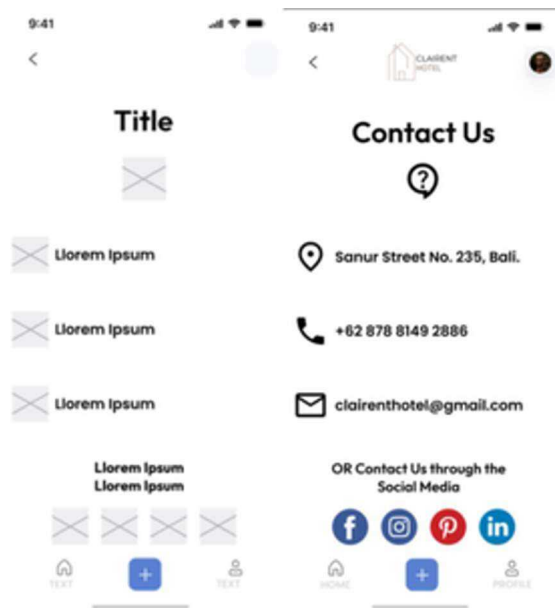 9:41
Title
Llorem Ipsum
Llorem Ipsum
Llorem Ipsum
Llorem Ipsum
Llorem Ipsum
TEXT
+
TEXT
9:41
CLAIRENT
HOTEL
Contact Us
?
Sanur Street No. 235, Bali.
+62 878 8149 2886
clairenthotel@gmail.com
OR Contact Us through the
Social Media
f
in
HOME
+
PROFILE